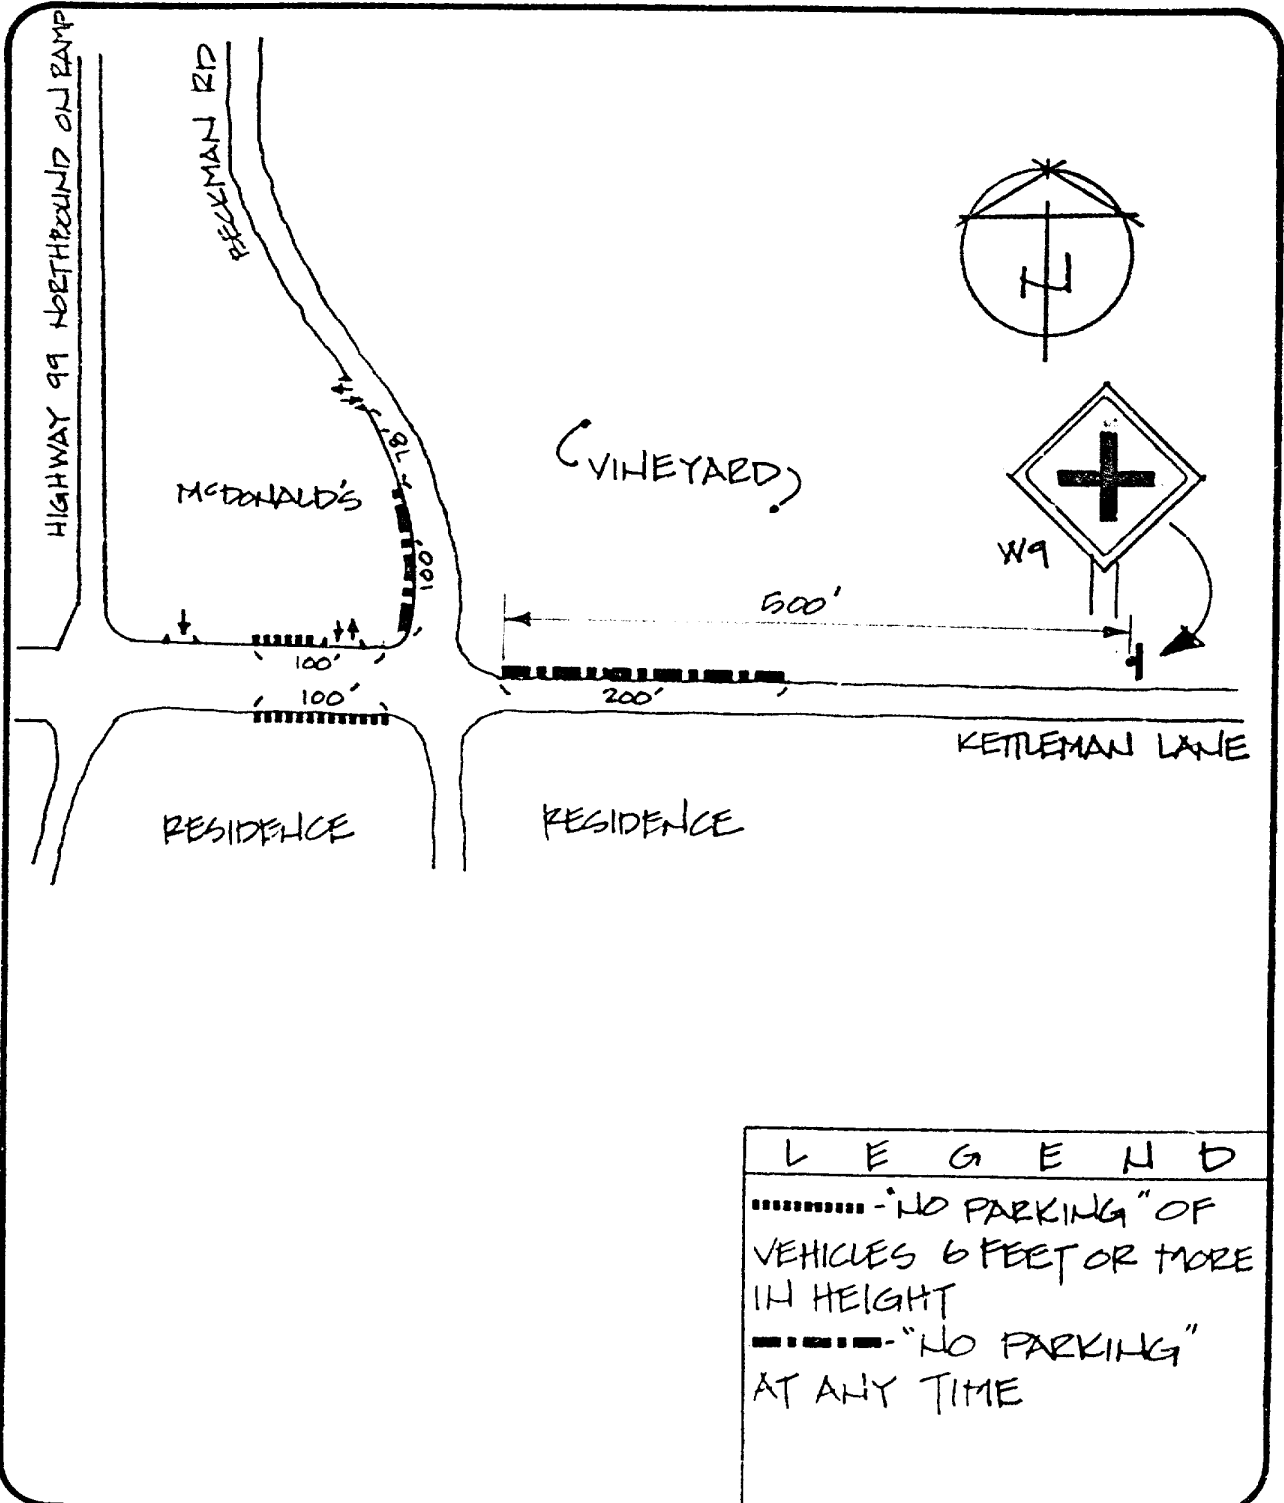 HIGHWAY 99 NORTHBOUND ON RAMP
BECKMAN RD
N
78'
(VINEYARD)
McDONALD'S
100'
W9
500'
100'
100'
200'
KETTLEMAN LANE
RESIDENCE
RESIDENCE
LEGEND
- "NO PARKING" OF
VEHICLES 6 FEET OR MORE
IN HEIGHT
- "NO PARKING"
AT ANY TIME